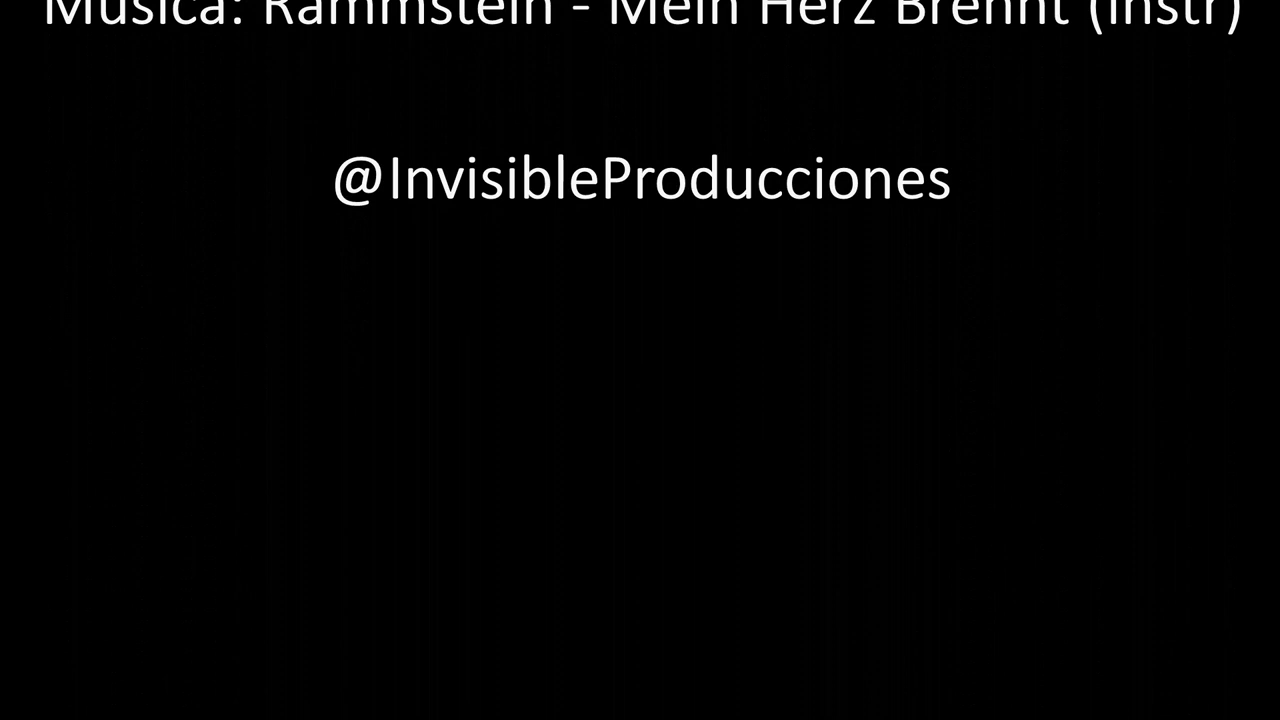 Musica: Rammstein - Mein Herz Brennt (Instr)
@InvisibleProducciones